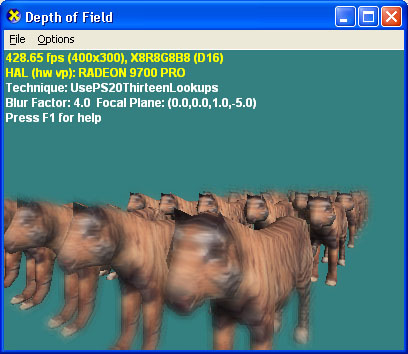 Depth of Field
File Options
428.65 fps (400x300), X8R8G8B8 (D16)
HAL (hw vp): RADEON 9700 PRO
Technique: UsePS20ThirteenLookups
Blur Factor: 4.0 Focal Plane: (0.0,0.0,1.0,-5.0)
Press F1 for help